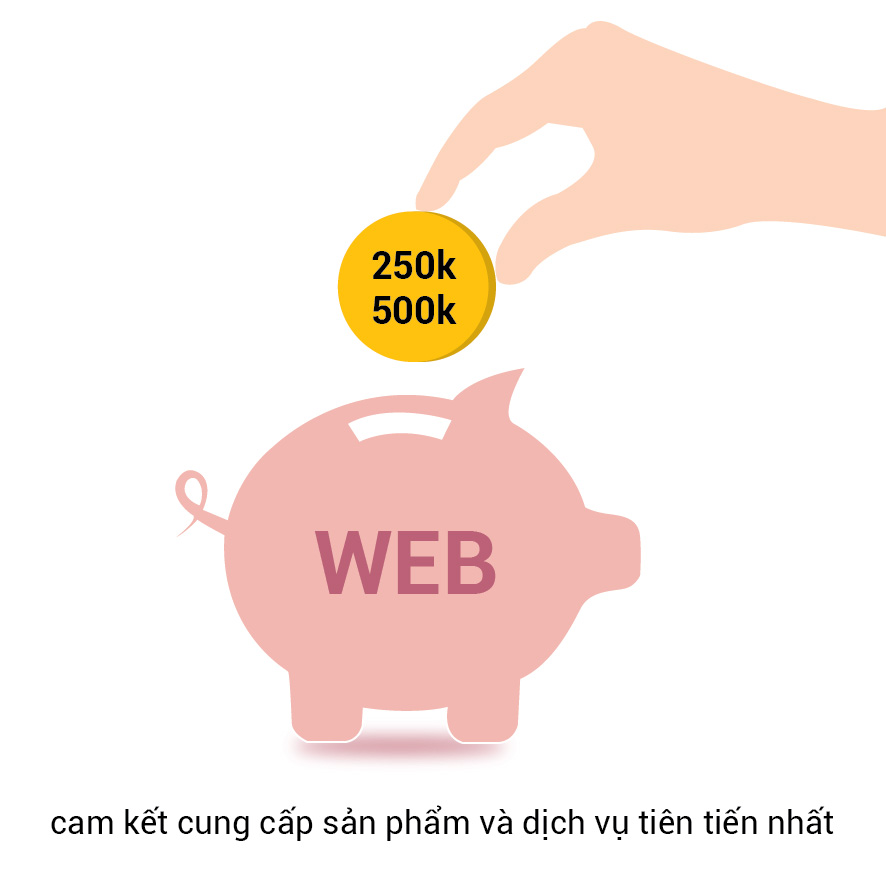 250k
500k
WEB
cam kết cung cấp sản phẩm và dịch vụ tiên tiến nhất